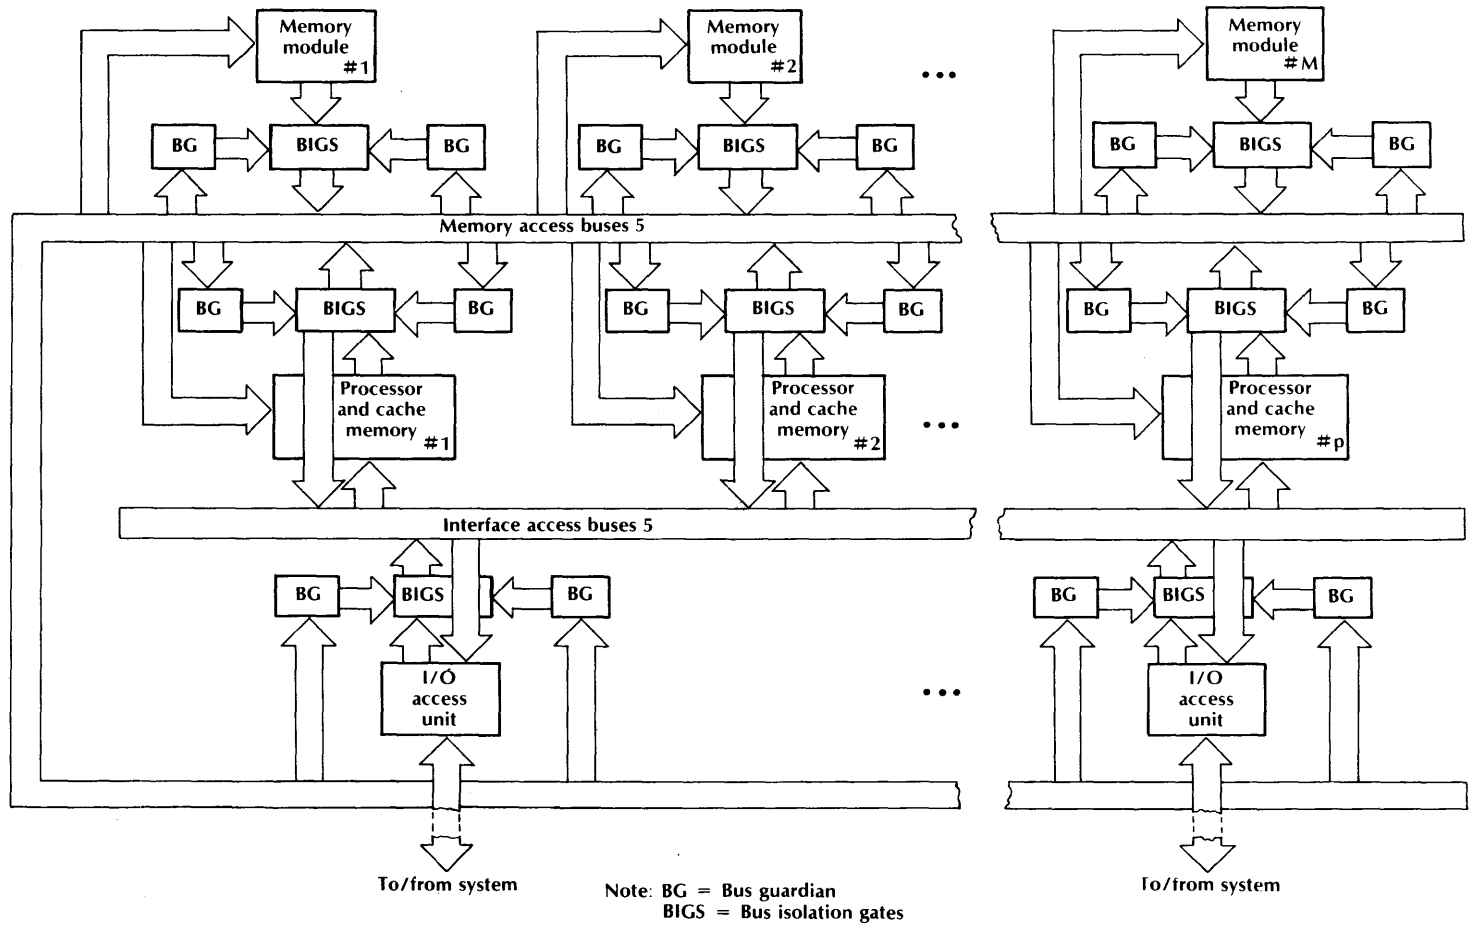 Memory module #1
Memory module #2
Memory module #M
• • •
BG BIGS BG
BG BIGS BG
BG BIGS BG
Memory access buses 5
BG BIGS BG
BG BIGS BG
BG BIGS BG
Processor and cache memory #1
Processor and cache memory #2
• • •
Processor and cache memory #p
Interface access buses 5
BG BIGS BG
BG BIGS BG
I/O access unit
• • •
I/O access unit
To/from system
To/from system
Note: BG = Bus guardian
BIGS = Bus isolation gates